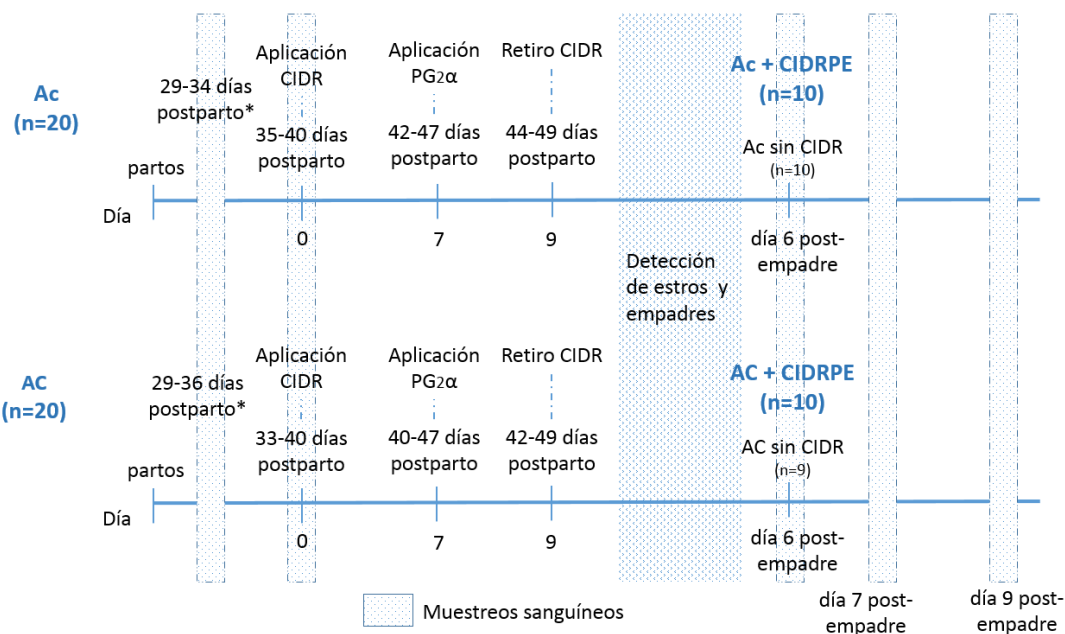 Ac
(n=20)
29-34 días
postparto*
partos
Día
Aplicación
CIDR
35-40 días
postparto
0
Aplicación
PG2α
42-47 días
postparto
7
Retiro CIDR
44-49 días
postparto
9
Ac + CIDRPE
(n=10)
Ac sin CIDR
(n=10)
día 6 post-
empadre
Detección
de estros y
empadres
AC
(n=20)
29-36 días
postparto*
partos
Día
Aplicación
CIDR
33-40 días
postparto
0
Aplicación
PG2α
40-47 días
postparto
7
Retiro CIDR
42-49 días
postparto
9
AC + CIDRPE
(n=10)
AC sin CIDR
(n=9)
día 6 post-
empadre
día 7 post-
empadre
día 9 post-
empadre
Muestreos sanguíneos